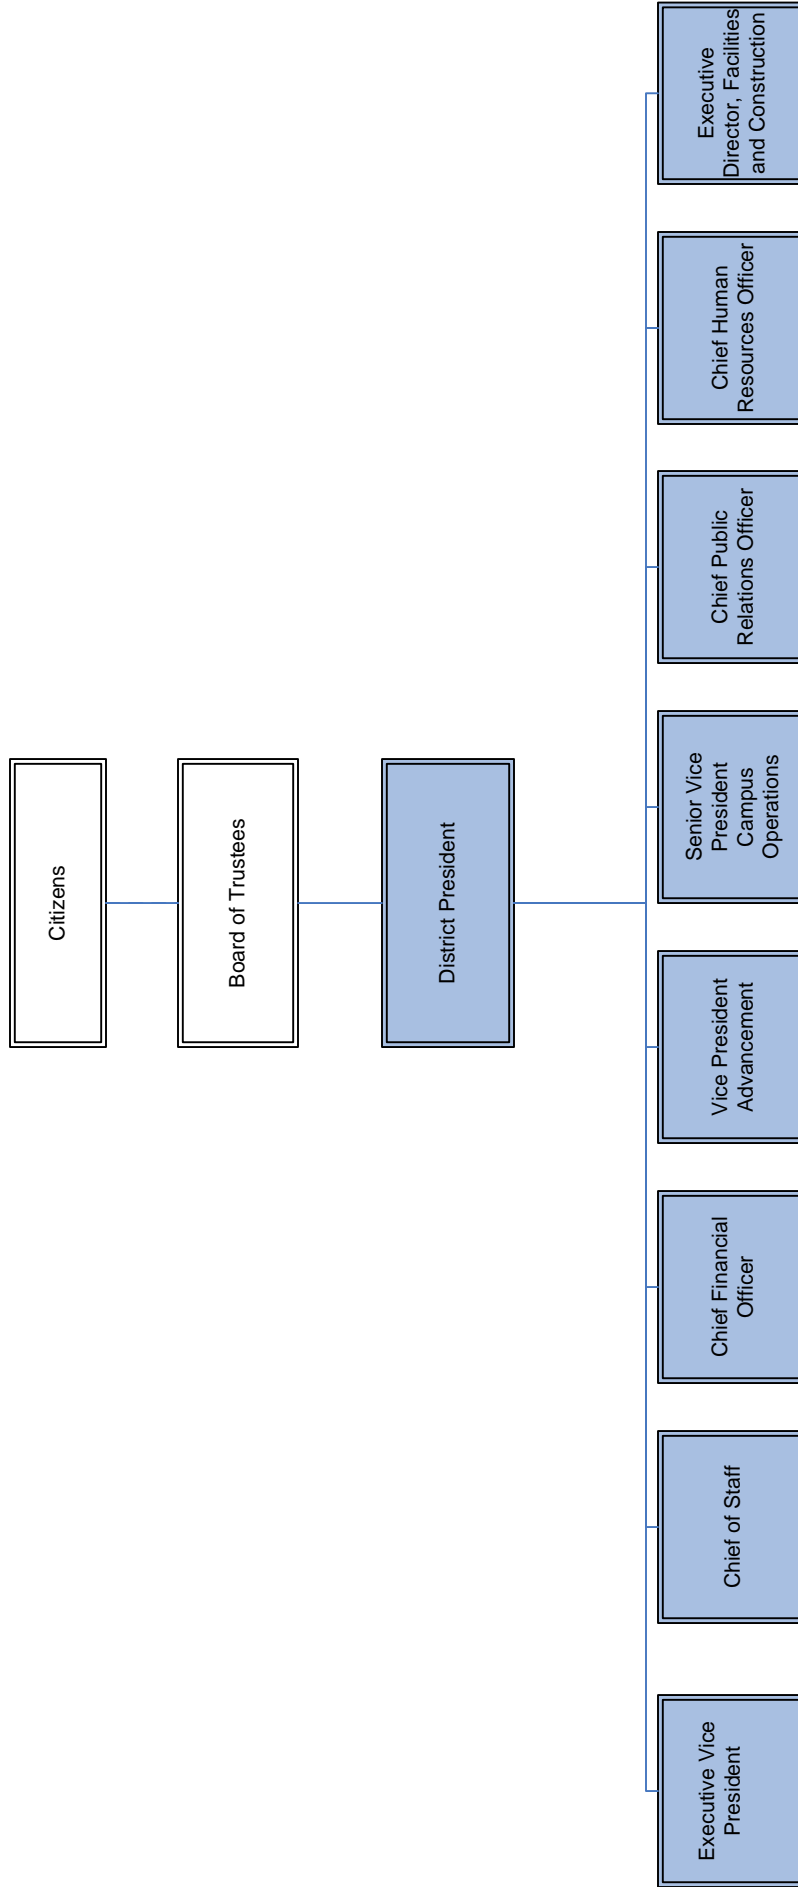 Citizens
Board of Trustees
District President
Executive Vice
President
Chief of Staff
Chief Financial
Officer
Vice President
Advancement
Senior Vice
President
Campus
Operations
Chief Public
Relations Officer
Chief Human
Resources Officer
Executive
Director, Facilities
and Construction